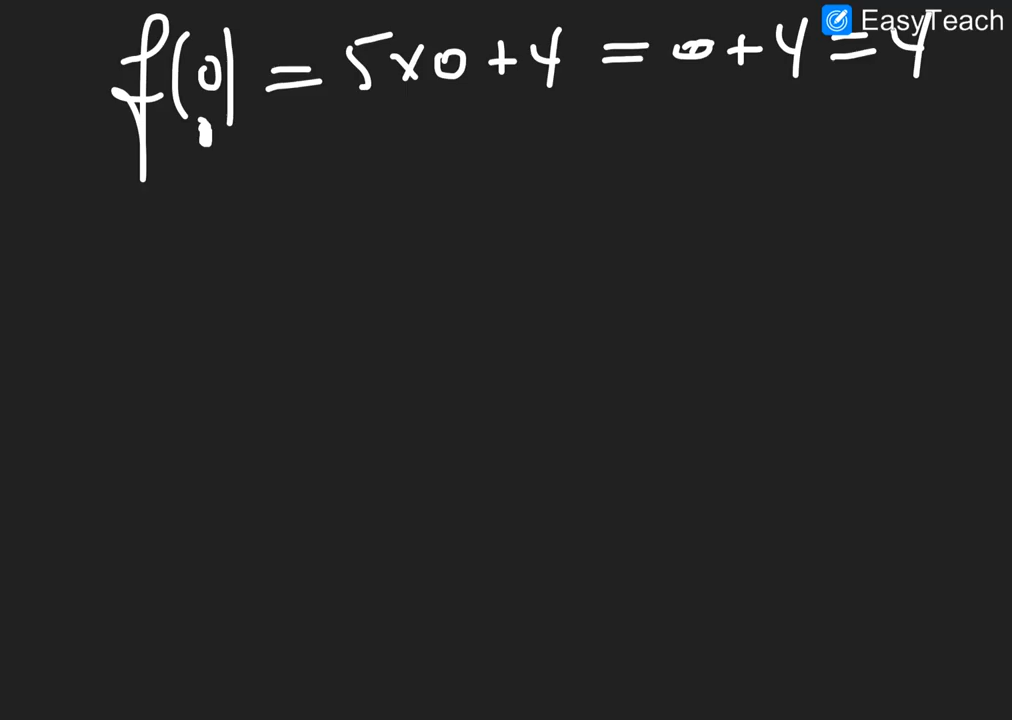 EasyTeach
f(0) = 5×0+4 = 0+4=4